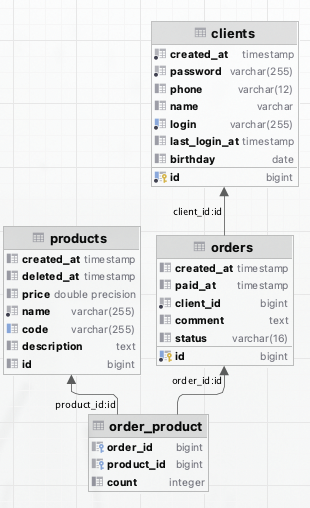 clients
created_at timestamp
password varchar(255)
phone varchar(12)
name varchar
login varchar(255)
last_login_at timestamp
birthday date
id bigint
client_id:id
products
created_at timestamp
deleted_at timestamp
price double precision
name varchar(255)
code varchar(255)
description text
id bigint
orders
created_at timestamp
paid_at timestamp
client_id bigint
comment text
status varchar(16)
id bigint
product_id:id
order_id:id
order_product
order_id bigint
product_id bigint
count integer